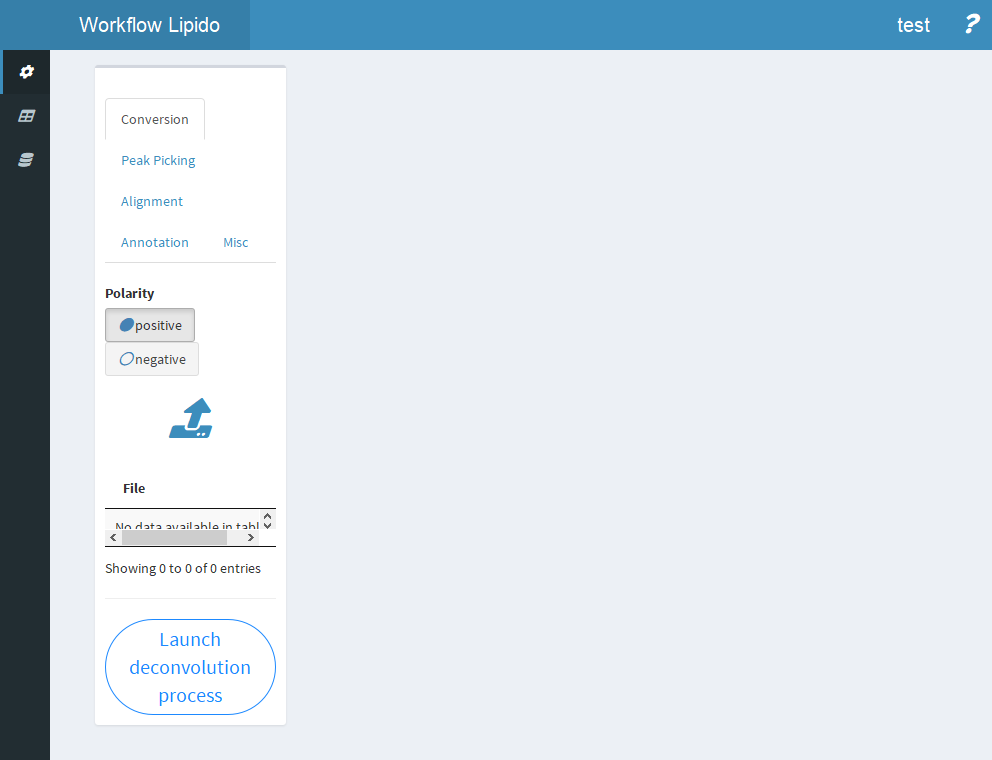 Workflow Lipido
test
?
Conversion
Peak Picking
Alignment
Annotation Misc
Polarity
positive
negative
File
No data available in tabl
Showing 0 to 0 of 0 entries
Launch
deconvolution
process